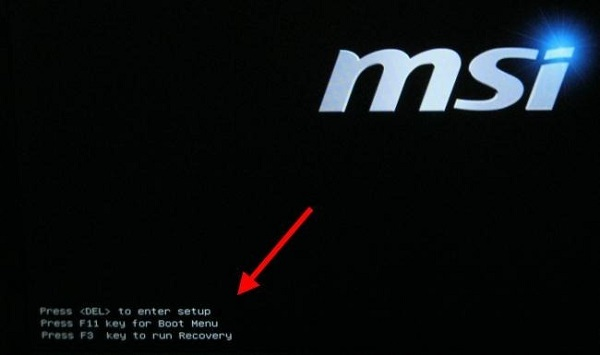 msi
Press <DEL> to enter setup
Press F11 key for Boot Menu
Press F3 key to run Recovery